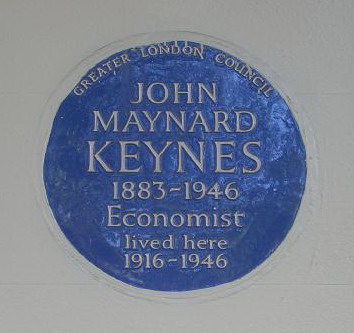 GREATER LONDON COUNCIL
JOHN
MAYNARD
KEYNES
1883-1946
Economist
lived here
1916-1946